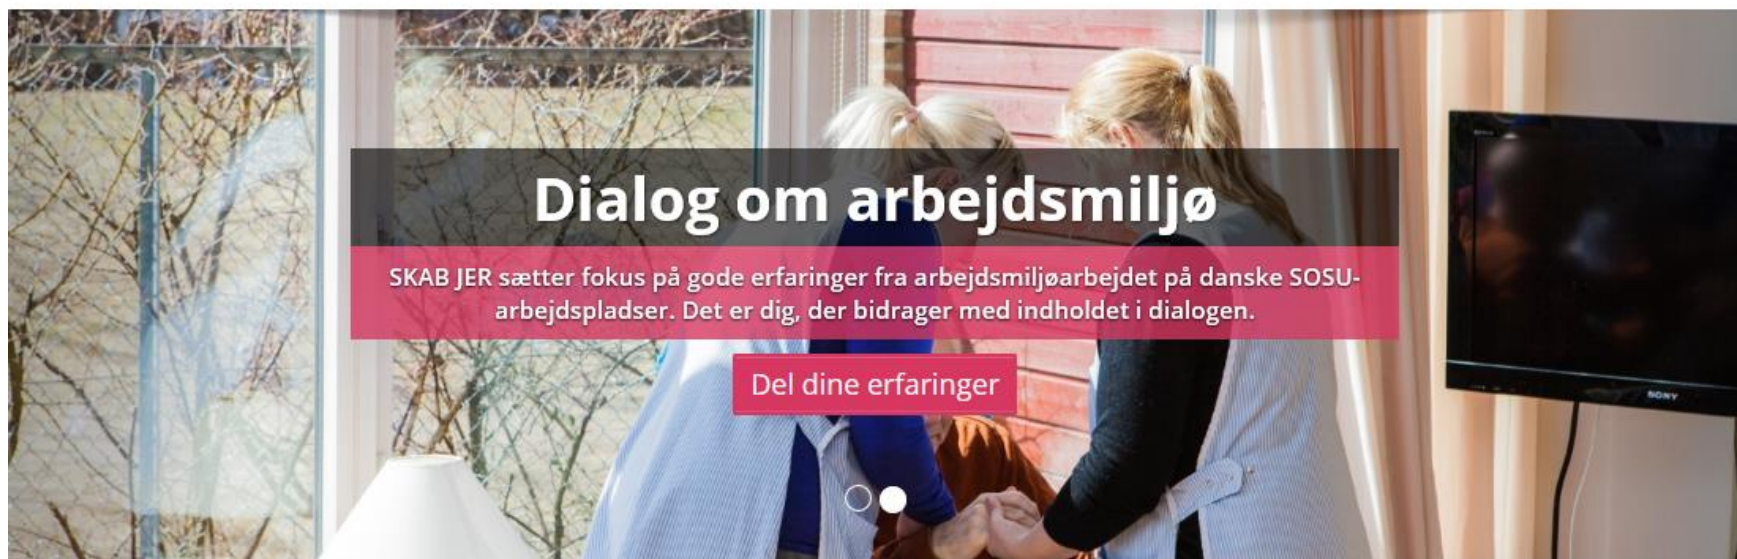 Dialog om arbejdsmiljø
SKAB JER sætter fokus på gode erfaringer fra arbejdsmiljøarbejdet på danske SOSU-
arbejdspladser. Det er dig, der bidrager med indholdet i dialogen.
Del dine erfaringer
SONY